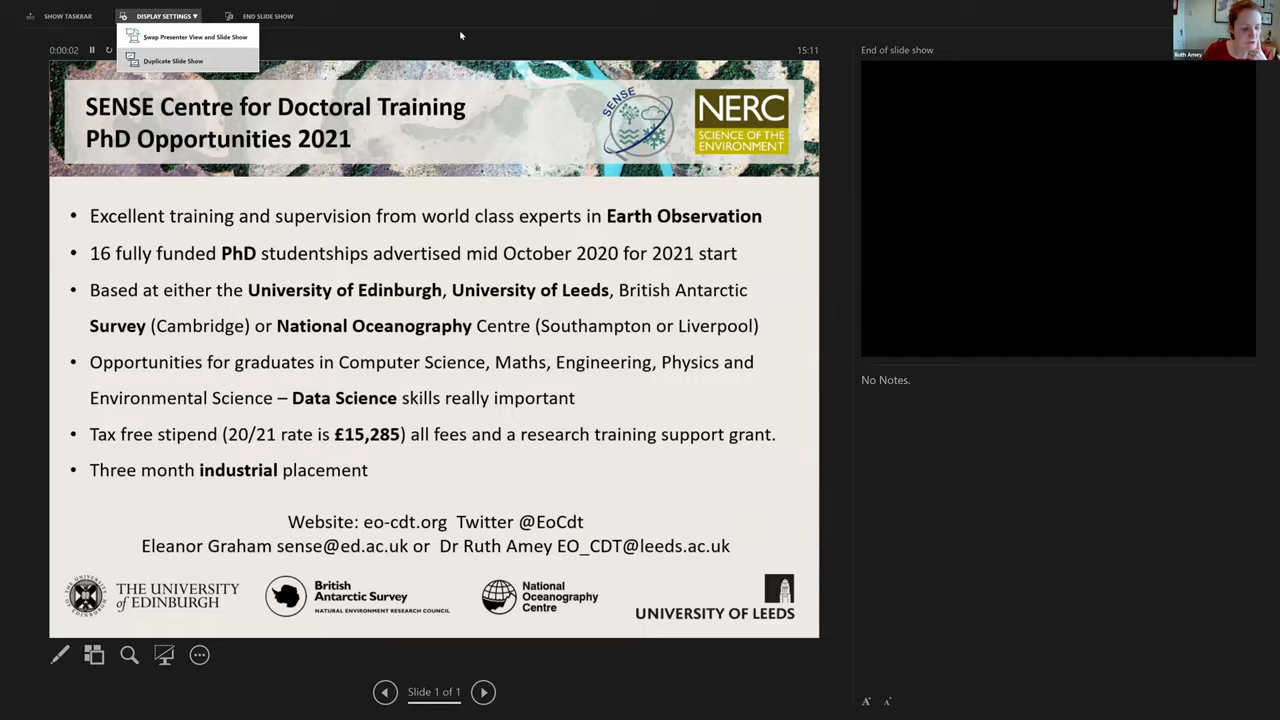 SHOW TASKBAR
DISPLAY SETTINGS ▼
END SLIDE SHOW
Swap Presenter View and Slide Show
Duplicate Slide Show
0:00:02
15:11
End of slide show
Ruth Amey
SENSE Centre for Doctoral Training
PhD Opportunities 2021
SENSE
NERC
SCIENCE OF THE
ENVIRONMENT
• Excellent training and supervision from world class experts in Earth Observation
• 16 fully funded PhD studentships advertised mid October 2020 for 2021 start
• Based at either the University of Edinburgh, University of Leeds, British Antarctic
Survey (Cambridge) or National Oceanography Centre (Southampton or Liverpool)
• Opportunities for graduates in Computer Science, Maths, Engineering, Physics and
Environmental Science – Data Science skills really important
• Tax free stipend (20/21 rate is £15,285) all fees and a research training support grant.
• Three month industrial placement
Website: eo-cdt.org Twitter @EoCdt
Eleanor Graham sense@ed.ac.uk or Dr Ruth Amey EO_CDT@leeds.ac.uk
THE UNIVERSITY
of EDINBURGH
British
Antarctic Survey
NATURAL ENVIRONMENT RESEARCH COUNCIL
National
Oceanography
Centre
UNIVERSITY OF LEEDS
No Notes.
Slide 1 of 1
A A